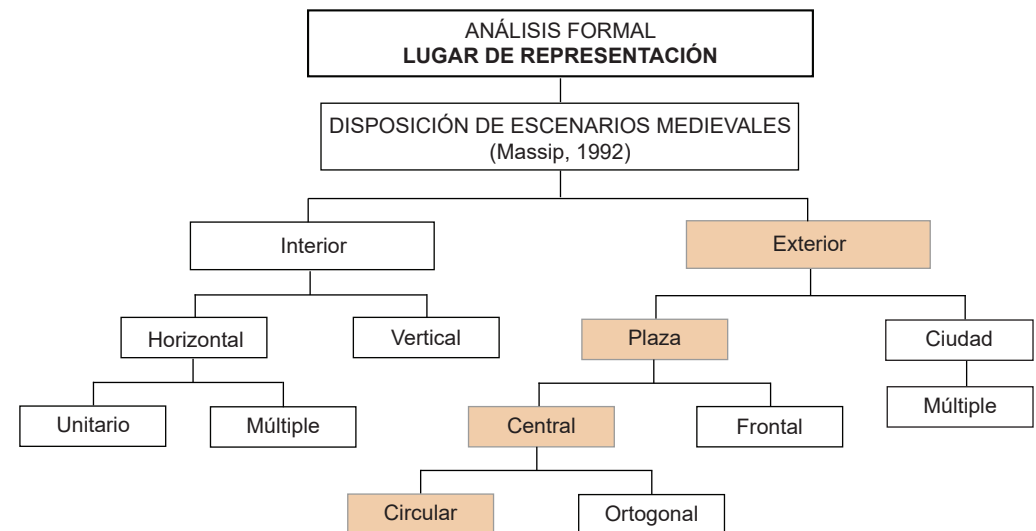 ANÁLISIS FORMAL
LUGAR DE REPRESENTACIÓN
DISPOSICIÓN DE ESCENARIOS MEDIEVALES
(Massip, 1992)
Interior
Exterior
Horizontal
Vertical
Plaza
Ciudad
Unitario
Múltiple
Central
Frontal
Múltiple
Circular
Ortogonal